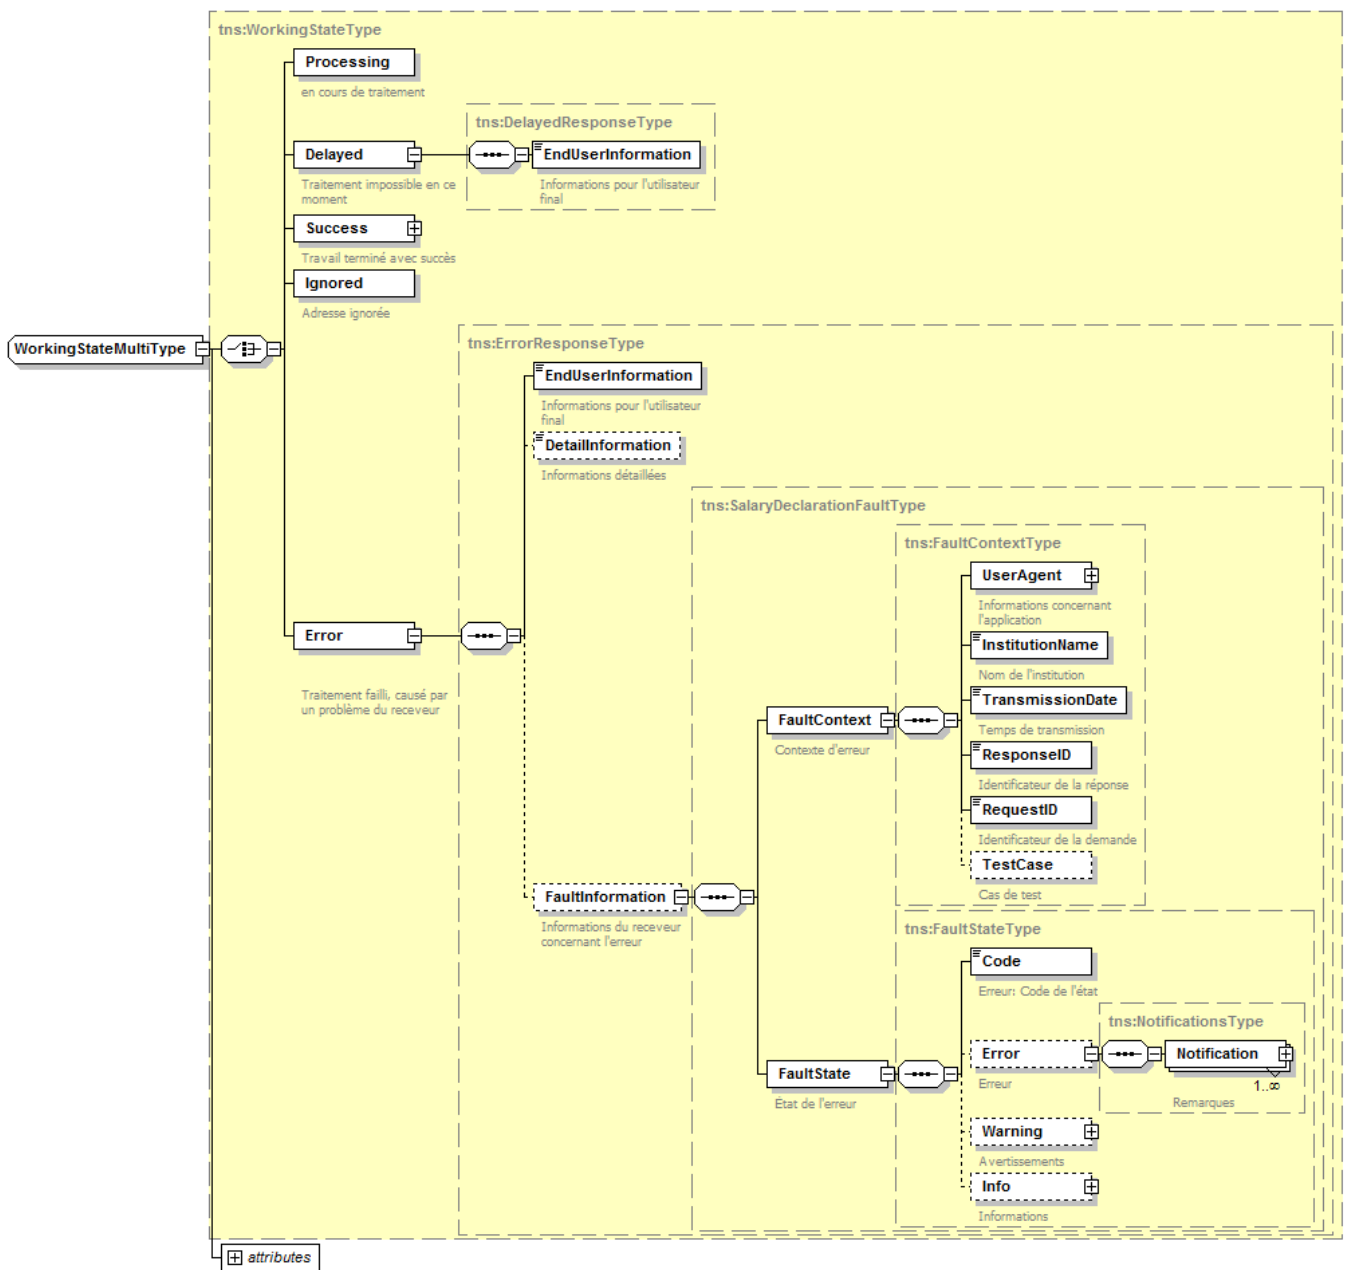 tns:WorkingStateType
Processing
en cours de traitement
tns:DelayedResponseType
Delayed
EndUserInformation
Traitement impossible en ce
moment
Informations pour l'utilisateur
final
Success
Travail terminé avec succès
Ignored
Adresse ignorée
WorkingStateMultiType
tns:ErrorResponseType
EndUserInformation
Informations pour l'utilisateur
final
DetailInformation
Informations détaillées
tns:SalaryDeclarationFaultType
tns:FaultContextType
UserAgent
Informations concernant
l'application
Error
Traitement failli, causé par
un problème du receveur
InstitutionName
Nom de l'institution
TransmissionDate
Temps de transmission
FaultContext
Contexte d'erreur
ResponseID
Identificateur de la réponse
RequestID
Identificateur de la demande
TestCase
Cas de test
FaultInformation
Informations du receveur
concernant l'erreur
tns:FaultStateType
Code
Erreur: Code de l'état
tns:NotificationsType
Error
Erreur
Notification
1..∞
Remarques
FaultState
État de l'erreur
Warning
Avertissements
Info
Informations
attributes